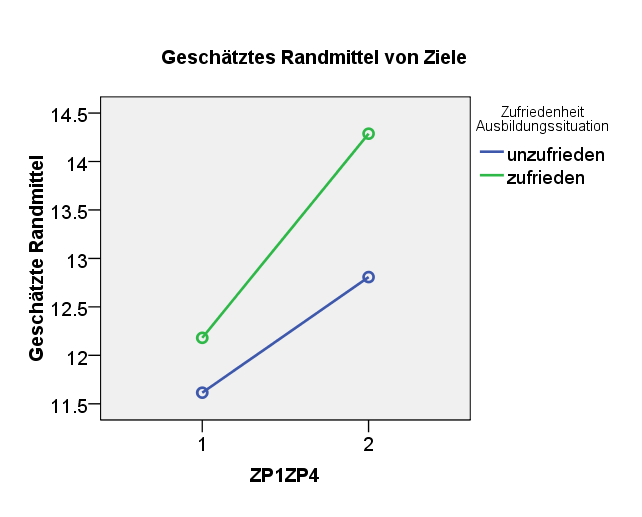 Geschätztes Randmittel von Ziele
Zufriedenheit
Ausbildungssituation
unzufrieden
zufrieden
Geschätzte Randmittel
14.5
14
13.5
13
12.5
12
11.5
1
2
ZP1ZP4